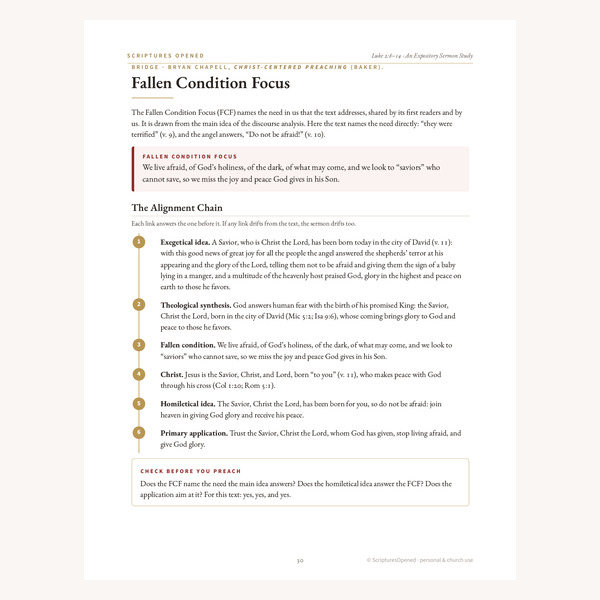 SCRIPTURES OPENED
Luke 2:8–14 · An Expository Sermon Study
BRIDGE · BRYAN CHAPELL, CHRIST-CENTERED PREACHING (BAKER).
Fallen Condition Focus
The Fallen Condition Focus (FCF) names the need in us that the text addresses, shared by its first readers and by
us. It is drawn from the main idea of the discourse analysis. Here the text names the need directly: “they were
terrified” (v. 9), and the angel answers, “Do not be afraid!” (v. 10).
FALLEN CONDITION FOCUS
We live afraid, of God’s holiness, of the dark, of what may come, and we look to “saviors” who
cannot save, so we miss the joy and peace God gives in his Son.
The Alignment Chain
Each link answers the one before it. If any link drifts from the text, the sermon drifts too.
1 Exegetical idea. A Savior, who is Christ the Lord, has been born today in the city of David (v. 11):
with this good news of great joy for all the people the angel answered the shepherds’ terror at his
appearing and the glory of the Lord, telling them not to be afraid and giving them the sign of a baby
lying in a manger, and a multitude of the heavenly host praised God, glory in the highest and peace on
earth to those he favors.
2 Theological synthesis. God answers human fear with the birth of his promised King: the Savior,
Christ the Lord, born in the city of David (Mic 5:2; Isa 9:6), whose coming brings glory to God and
peace to those he favors.
3 Fallen condition. We live afraid, of God’s holiness, of the dark, of what may come, and we look to
“saviors” who cannot save, so we miss the joy and peace God gives in his Son.
4 Christ. Jesus is the Savior, Christ, and Lord, born “to you” (v. 11), who makes peace with God
through his cross (Col 1:20; Rom 5:1).
5 Homiletical idea. The Savior, Christ the Lord, has been born for you, so do not be afraid: join
heaven in giving God glory and receive his peace.
6 Primary application. Trust the Savior, Christ the Lord, whom God has given, stop living afraid, and
give God glory.
CHECK BEFORE YOU PREACH
Does the FCF name the need the main idea answers? Does the homiletical idea answer the FCF? Does the
application aim at it? For this text: yes, yes, and yes.
30
© ScripturesOpened · personal & church use